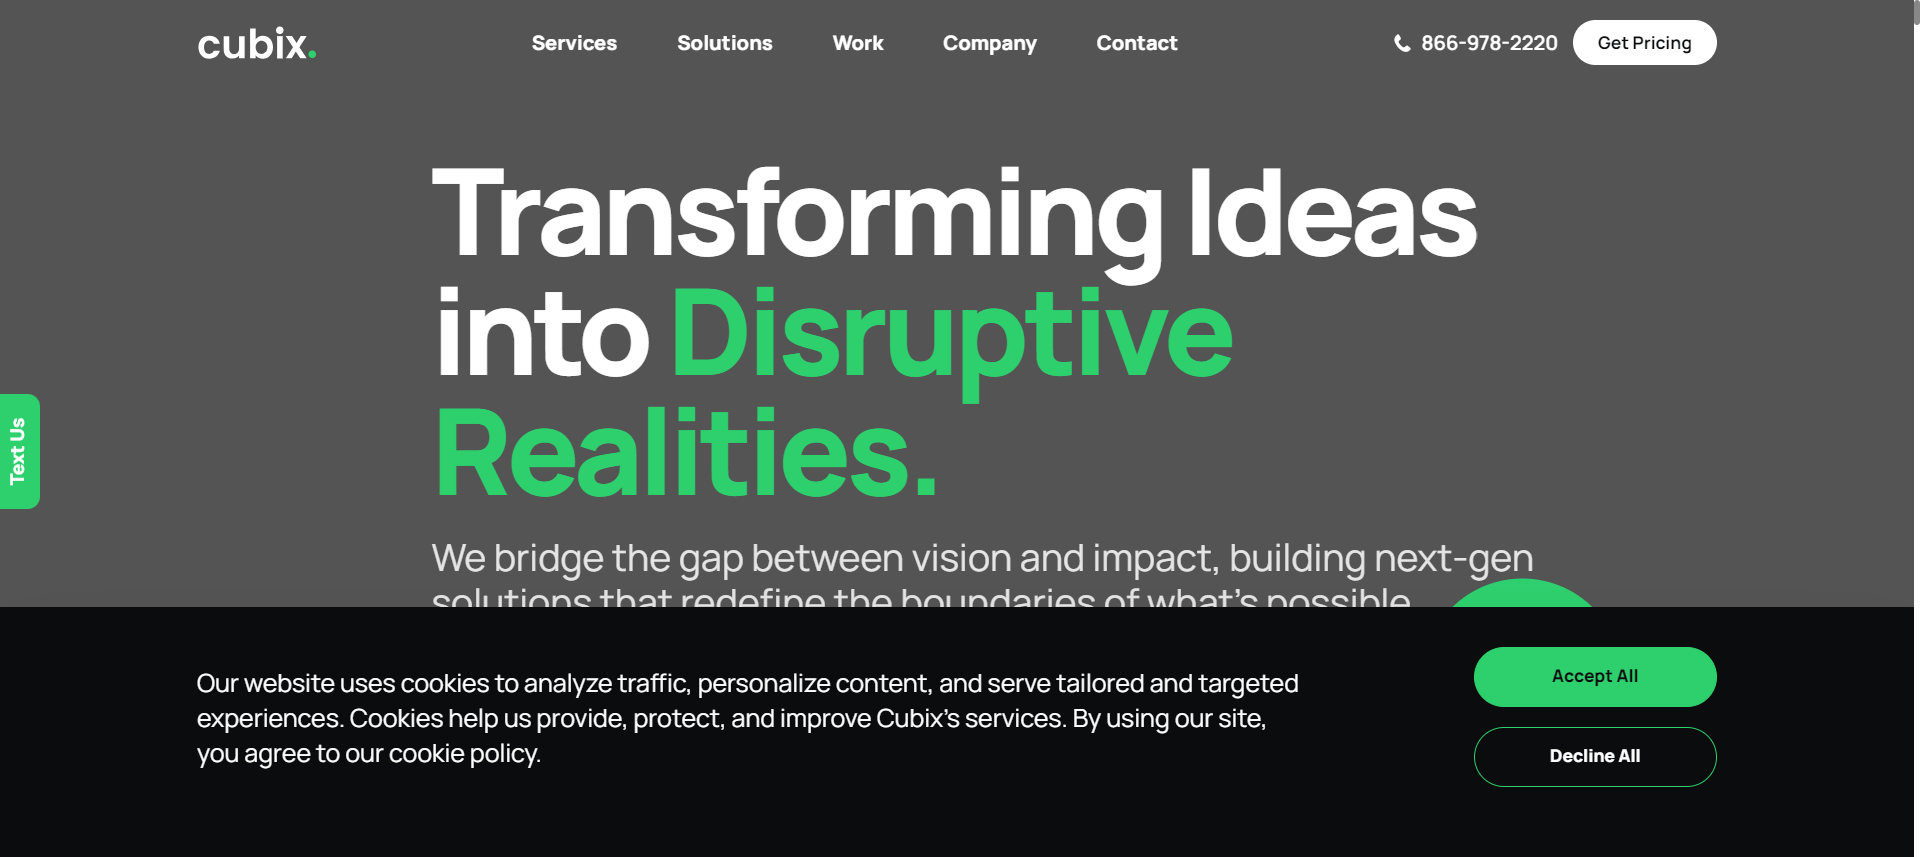 cubix.
Services
Solutions
Work
Company
Contact
866-978-2220
Get Pricing
Transforming Ideas
into Disruptive
Realities.
Text Us
We bridge the gap between vision and impact, building next-gen
solutions that redefine the boundaries of what's possible
Our website uses cookies to analyze traffic, personalize content, and serve tailored and targeted
experiences. Cookies help us provide, protect, and improve Cubix's services. By using our site,
you agree to our cookie policy.
Accept All
Decline All